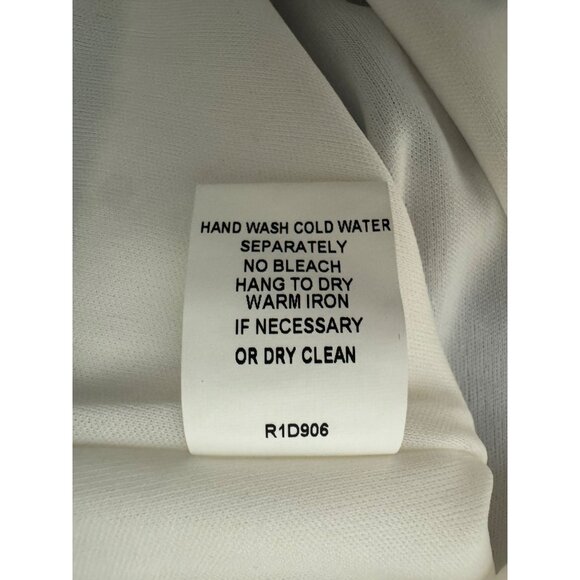 HAND WASH COLD WATER
SEPARATELY
NO BLEACH
HANG TO DRY
WARM IRON
IF NECESSARY
OR DRY CLEAN
R1D906